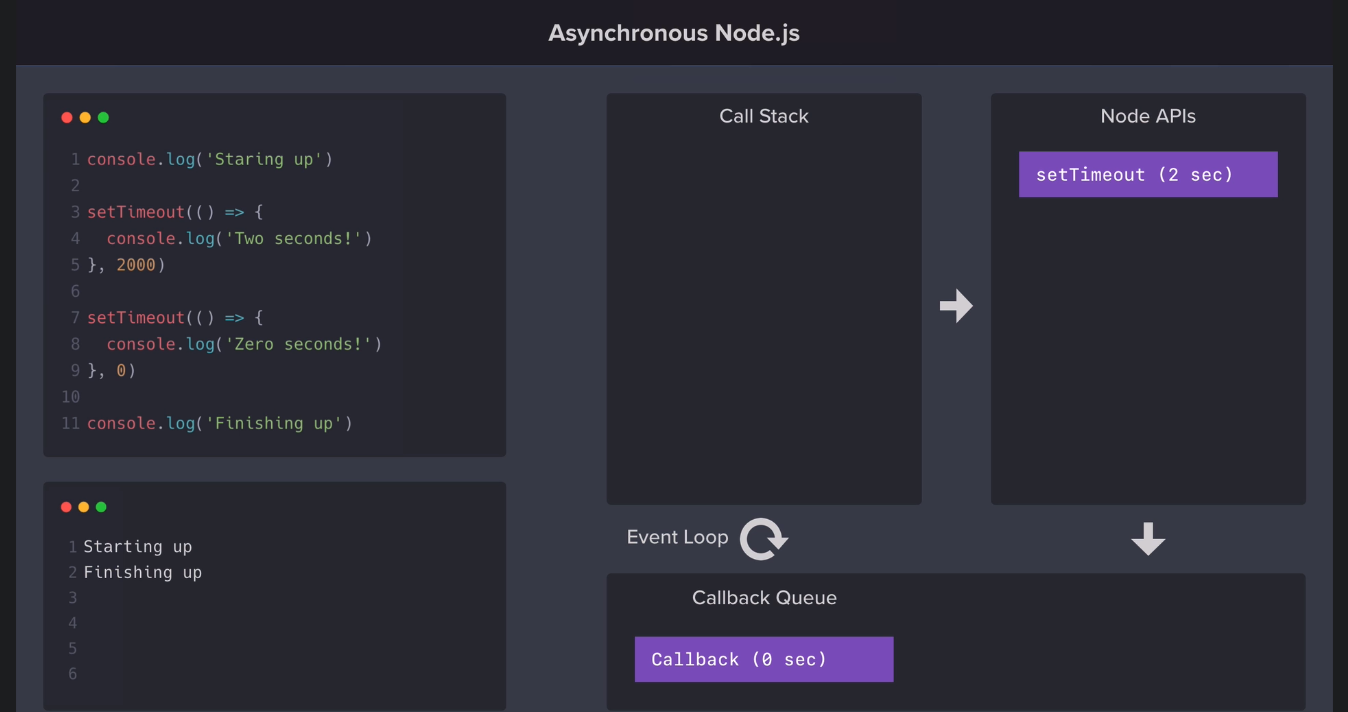 Asynchronous Node.js
1 console.log('Staring up')
2
3 setTimeout(() => {
4   console.log('Two seconds!')
5 }, 2000)
6
7 setTimeout(() => {
8   console.log('Zero seconds!')
9 }, 0)
10
11 console.log('Finishing up')
1 Starting up
2 Finishing up
3
4
5
6
Call Stack
Node APIs
setTimeout (2 sec)
Event Loop
Callback Queue
Callback (0 sec)